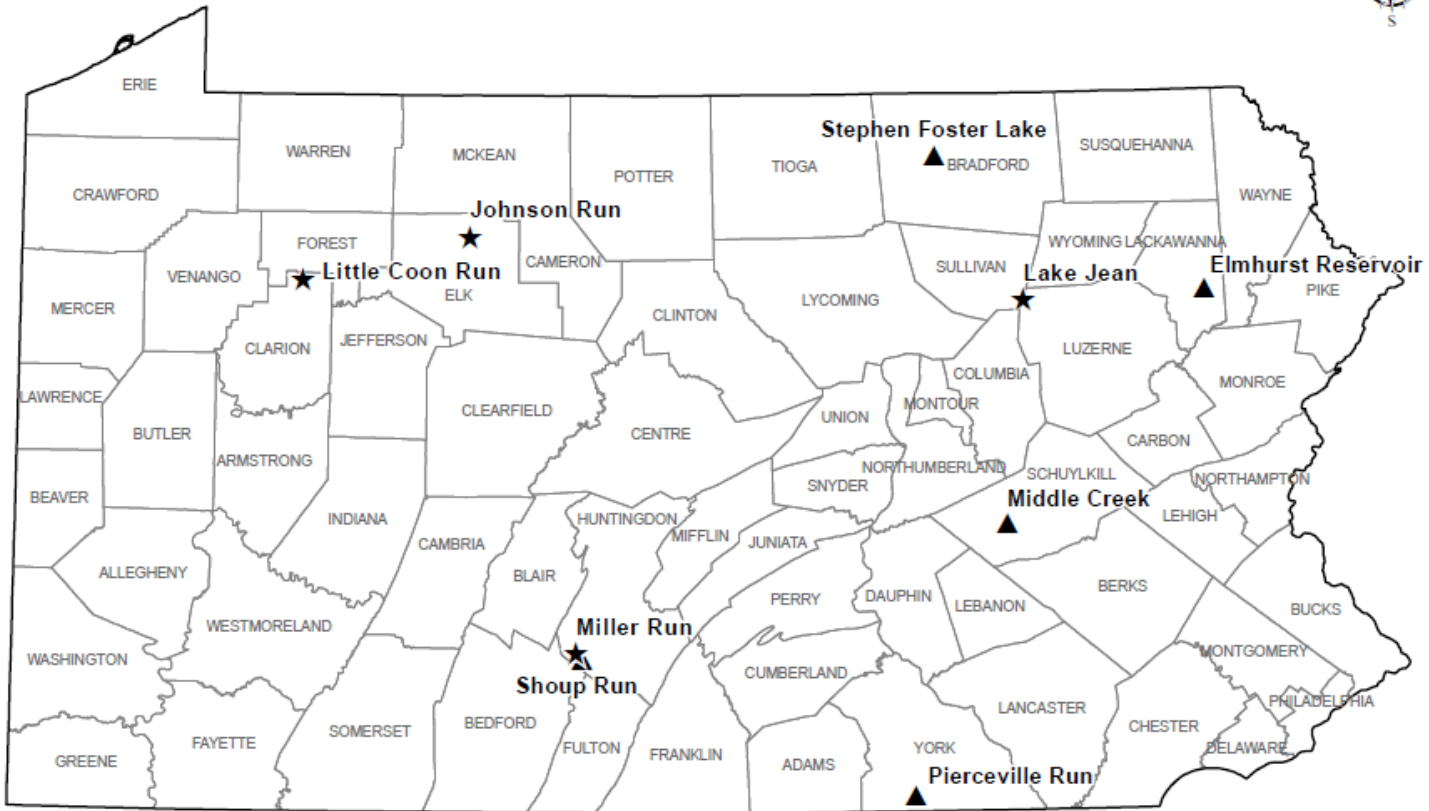 S
ERIE
WARREN
MCKEAN
POTTER
TIOGA
Stephen Foster Lake
BRADFORD
SUSQUEHANNA
WAYNE
CRAWFORD
Johnson Run
FOREST
VENANGO
Little Coon Run
CAMERON
ELK
WYOMING
LACKAWANNA
SULLIVAN
Lake Jean
Elmhurst Reservoir
PIKE
MERCER
LYCOMING
CLINTON
CLARION
JEFFERSON
LUZERNE
COLUMBIA
MONROE
LAWRENCE
MONTOUR
CLEARFIELD
UNION
BUTLER
CENTRE
CARBON
ARMSTRONG
NORTHUMBERLAND
SCHUYLKILL
NORTHAMPTON
SNYDER
BEAVER
Middle Creek
LEHIGH
INDIANA
HUNTINGDON
MIFFLIN
JUNIATA
CAMBRIA
ALLEGHENY
BLAIR
PERRY
DAUPHIN
LEBANON
BERKS
BUCKS
WESTMORELAND
Miller Run
WASHINGTON
MONTGOMERY
CUMBERLAND
Shoup Run
PHILADELPHIA
LANCASTER
BEDFORD
CHESTER
SOMERSET
FAYETTE
FULTON
FRANKLIN
YORK
DELAWARE
GREENE
ADAMS
Pierceville Run